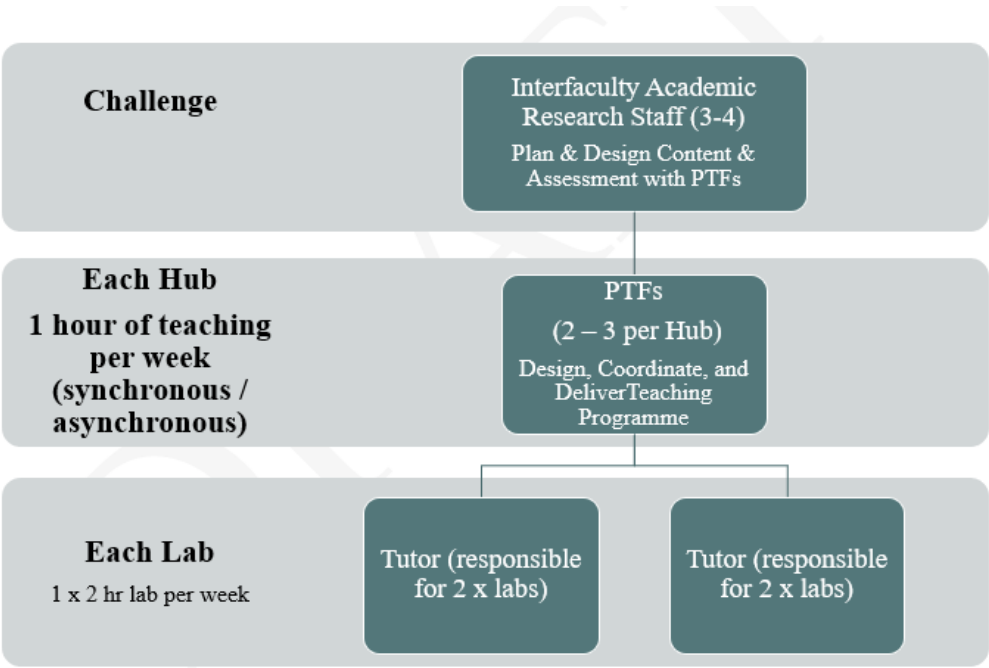 Challenge
Interfaculty Academic
Research Staff (3-4)
Plan & Design Content &
Assessment with PTFs
Each Hub
1 hour of teaching
per week
(synchronous /
asynchronous)
PTFs
(2 – 3 per Hub)
Design, Coordinate, and
DeliverTeaching
Programme
Each Lab
1 x 2 hr lab per week
Tutor (responsible
for 2 x labs)
Tutor (responsible
for 2 x labs)